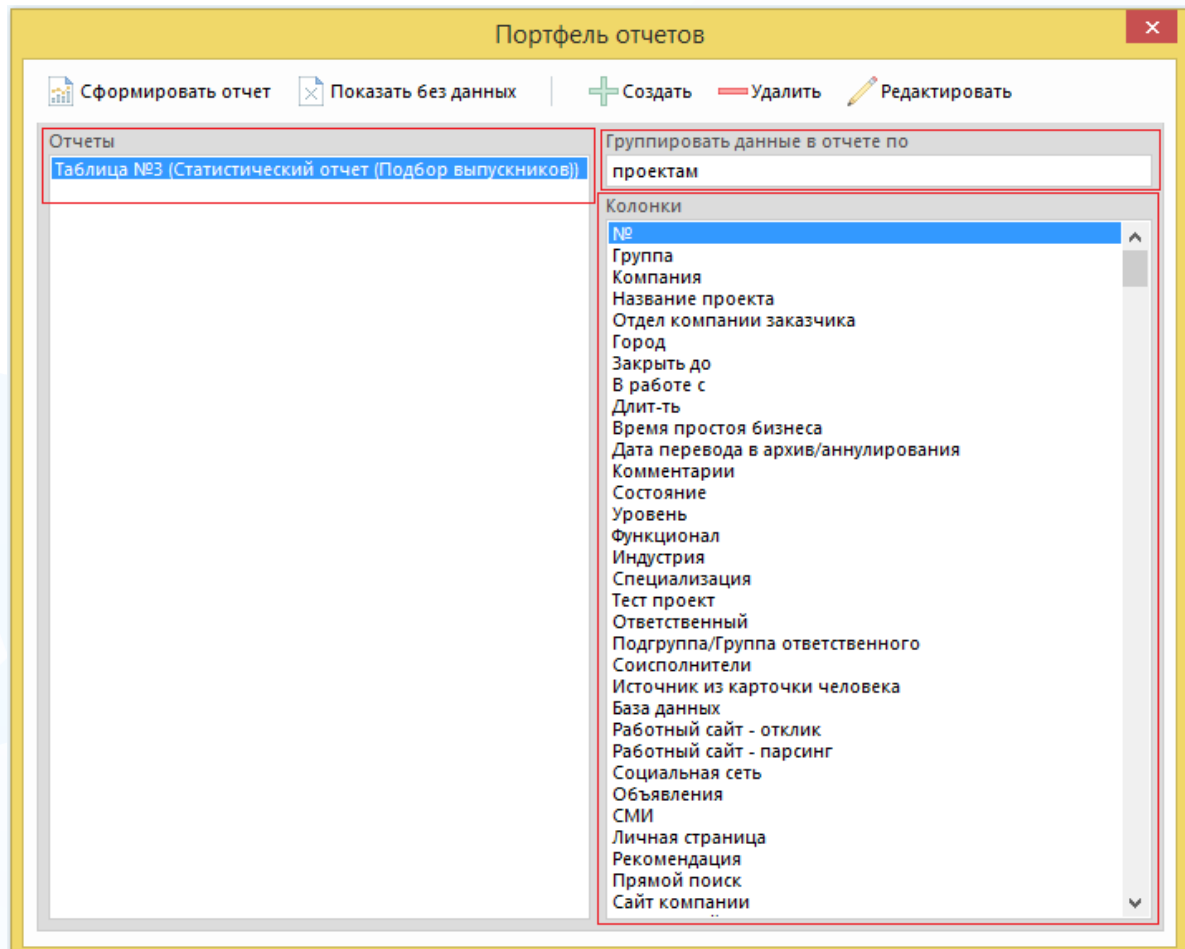 Портфель отчетов
Сформировать отчет Показать без данных Создать Удалить Редактировать
Отчеты
Таблица №3 (Статистический отчет (Подбор выпускников))
Группировать данные в отчете по
проектам
Колонки
№
Группа
Компания
Название проекта
Отдел компании заказчика
Город
Закрыть до
В работе с
Длит-ть
Время простоя бизнеса
Дата перевода в архив/аннулирования
Комментарии
Состояние
Уровень
Функционал
Индустрия
Специализация
Тест проект
Ответственный
Подгруппа/Группа ответственного
Соисполнители
Источник из карточки человека
База данных
Работный сайт - отклик
Работный сайт - парсинг
Социальная сеть
Объявления
СМИ
Личная страница
Рекомендация
Прямой поиск
Сайт компании